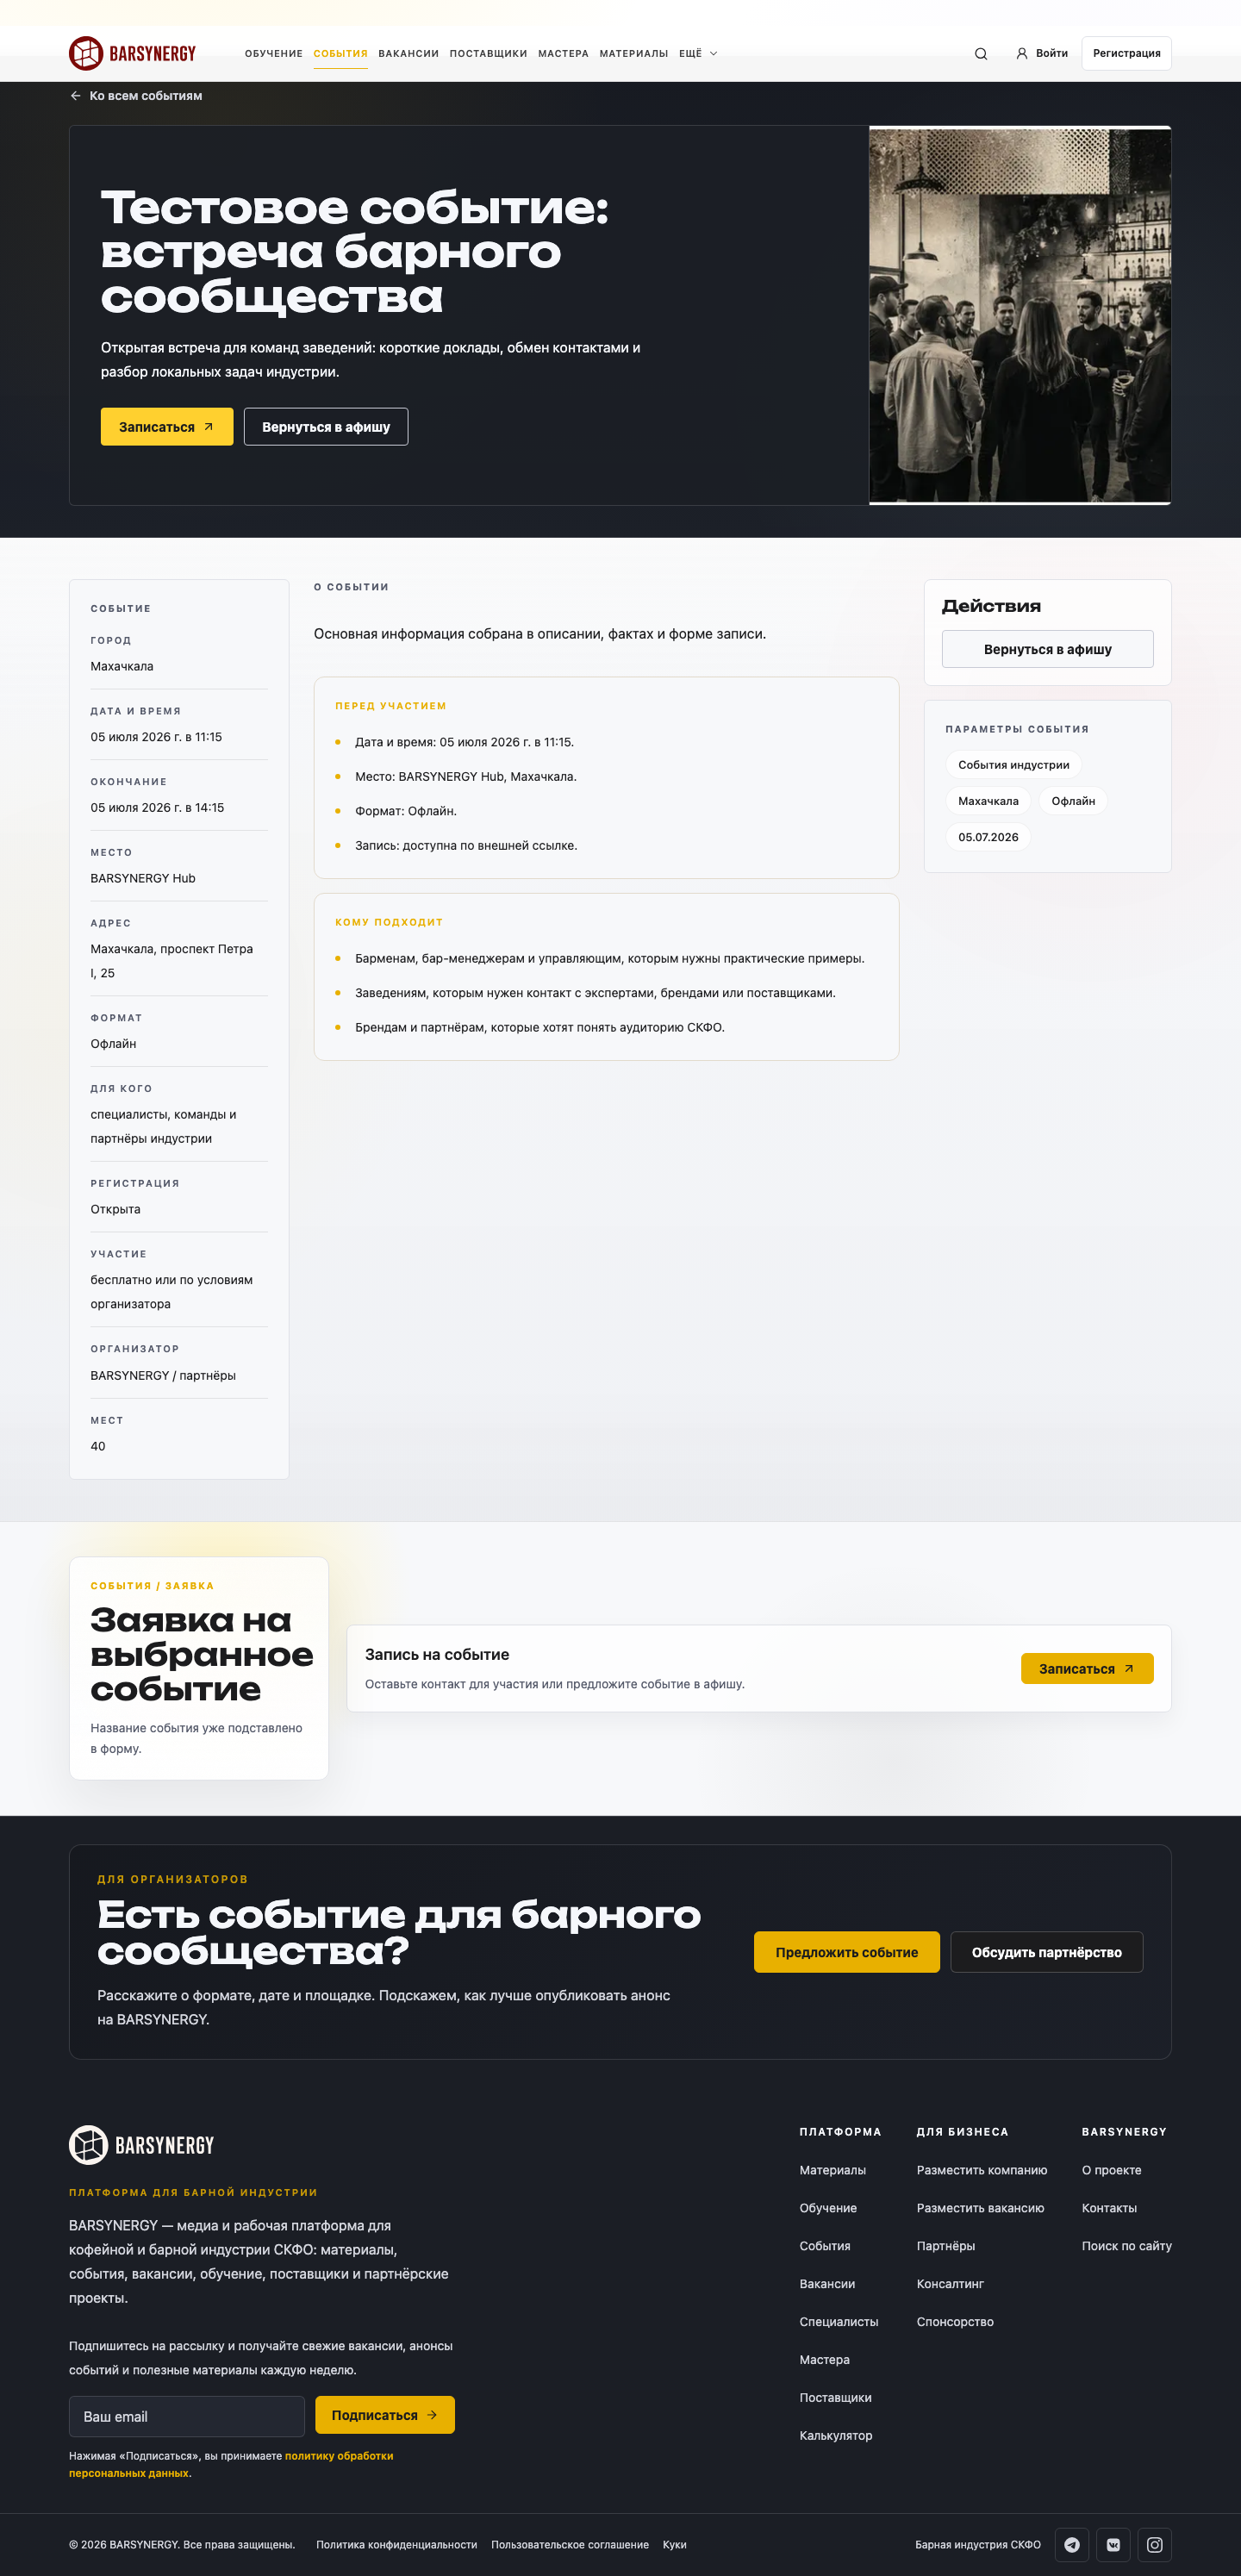 BARSYNERGY
ОБУЧЕНИЕ СОБЫТИЯ ВАКАНСИИ ПОСТАВЩИКИ МАСТЕРА МАТЕРИАЛЫ ЕЩЁ
Войти Регистрация
Ко всем событиям
Тестовое событие:
встреча барного
сообщества
Открытая встреча для команд заведений: короткие доклады, обмен контактами и
разбор локальных задач индустрии.
Записаться Вернуться в афишу
СОБЫТИЕ
ГОРОД
Махачкала
ДАТА И ВРЕМЯ
05 июля 2026 г. в 11:15
ОКОНЧАНИЕ
05 июля 2026 г. в 14:15
МЕСТО
BARSYNERGY Hub
АДРЕС
Махачкала, проспект Петра
I, 25
ФОРМАТ
Офлайн
ДЛЯ КОГО
специалисты, команды и
партнёры индустрии
РЕГИСТРАЦИЯ
Открыта
УЧАСТИЕ
бесплатно или по условиям
организатора
ОРГАНИЗАТОР
BARSYNERGY / партнёры
МЕСТ
40
О СОБЫТИИ
Основная информация собрана в описании, фактах и форме записи.
ПЕРЕД УЧАСТИЕМ
Дата и время: 05 июля 2026 г. в 11:15.
Место: BARSYNERGY Hub, Махачкала.
Формат: Офлайн.
Запись: доступна по внешней ссылке.
КОМУ ПОДХОДИТ
Барменам, бар-менеджерам и управляющим, которым нужны практические примеры.
Заведениям, которым нужен контакт с экспертами, брендами или поставщиками.
Брендам и партнёрам, которые хотят понять аудиторию СКФО.
Действия
Вернуться в афишу
ПАРАМЕТРЫ СОБЫТИЯ
События индустрии
Махачкала Офлайн
05.07.2026
СОБЫТИЯ / ЗАЯВКА
Заявка на
выбранное
событие
Название события уже подставлено
в форму.
Запись на событие
Оставьте контакт для участия или предложите событие в афишу.
Записаться
ДЛЯ ОРГАНИЗАТОРОВ
Есть событие для барного
сообщества?
Расскажите о формате, дате и площадке. Подскажем, как лучше опубликовать анонс
на BARSYNERGY.
Предложить событие Обсудить партнёрство
BARSYNERGY
ПЛАТФОРМА ДЛЯ БАРНОЙ ИНДУСТРИИ
BARSYNERGY — медиа и рабочая платформа для
кофейной и барной индустрии СКФО: материалы,
события, вакансии, обучение, поставщики и партнёрские
проекты.
Подпишитесь на рассылку и получайте свежие вакансии, анонсы
событий и полезные материалы каждую неделю.
Ваш email Подписаться
Нажимая «Подписаться», вы принимаете политику обработки
персональных данных.
ПЛАТФОРМА
Материалы
Обучение
События
Вакансии
Специалисты
Мастера
Поставщики
Калькулятор
ДЛЯ БИЗНЕСА
Разместить компанию
Разместить вакансию
Партнёры
Консалтинг
Спонсорство
BARSYNERGY
О проекте
Контакты
Поиск по сайту
© 2026 BARSYNERGY. Все права защищены. Политика конфиденциальности Пользовательское соглашение Куки
Барная индустрия СКФО